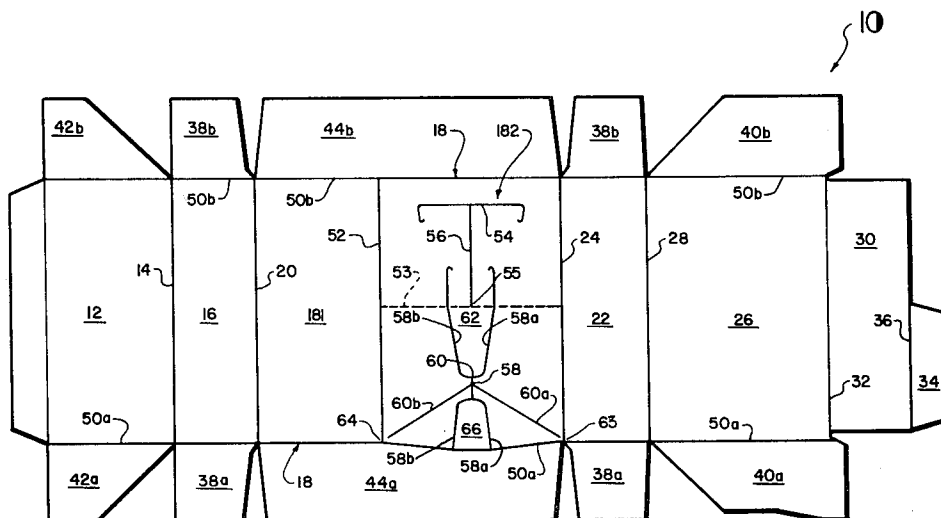 10
42b 38b 44b 18 182 38b 40b
50b 50b 50b
52 56 54 24 28 30
14 20 53 55
12 16 181 58b 62 58a 22 26 36
60 58
60b 60a 32 34
50a 64 66 63 50a
58b 58a 50a
42a 38a 18 44a 38a 40a